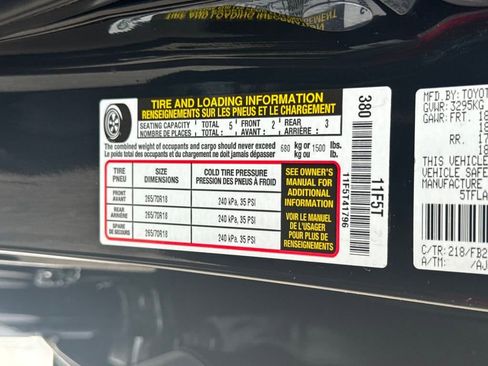 TIRE AND LOADING INFORMATION
RENSEIGNEMENTS SUR LES PNEUS ET LE CHARGEMENT
SEATING CAPACITY TOTAL 5 FRONT 2 REAR 3
NOMBRE DE PLACES TOTAL AVANT ARRIÈRE
The combined weight of occupants and cargo should never exceed 680 kg or 1500 lbs.
Le poids total des occupants et du chargement ne doit jamais dépasser kg ou lb.
TIRE PNEU SIZE DIMENSIONS COLD TIRE PRESSURE PRESSION DES PNEUS À FROID
FRONT AVANT 265/70R18 240 kPa, 35 PSI
REAR ARRIÈRE 265/70R18 240 kPa, 35 PSI
SPARE DE SECOURS 265/70R18 240 kPa, 35 PSI
SEE OWNER'S
MANUAL FOR
ADDITIONAL
INFORMATION
VOIR LE MANUEL
DE L'USAGER
POUR PLUS DE
RENSEIGNEMENTS
380
11F5T
11F5T41796
MFD. BY: TOYOT
GVWR: 3295KG
GAWR: FRT. 18
RR. 17
THIS VEHICLE
VEHICLE SAFE
MANUFACTURE
5TFLA
C/TR: 218/FB2
A/TM: /AJ